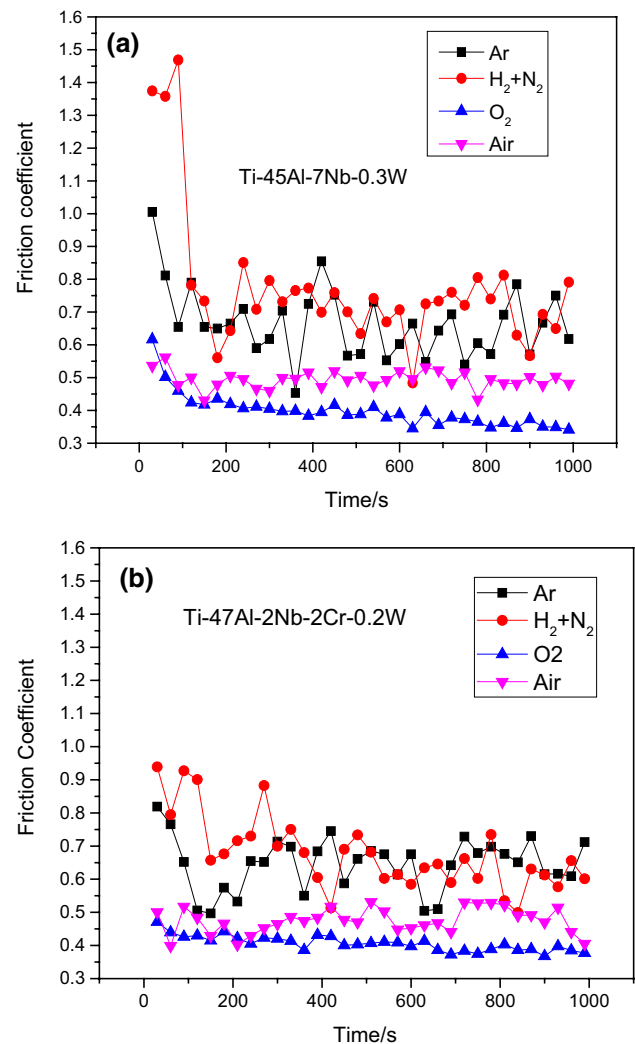 (a)
Ar
H₂+N₂
O₂
Air
Ti-45Al-7Nb-0.3W
1.6
1.5
1.4
1.3
1.2
1.1
1.0
0.9
0.8
0.7
0.6
0.5
0.4
0.3
Friction coefficient
0 200 400 600 800 1000
Time/s
(b)
Ar
H₂+N₂
O2
Air
Ti-47Al-2Nb-2Cr-0.2W
1.6
1.5
1.4
1.3
1.2
1.1
1.0
0.9
0.8
0.7
0.6
0.5
0.4
0.3
Friction Coefficient
0 200 400 600 800 1000
Time/s